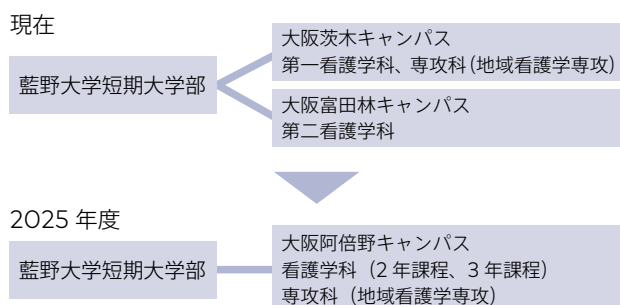 現在
藍野大学短期大学部
大阪茨木キャンパス
第一看護学科、専攻科(地域看護学専攻)
大阪富田林キャンパス
第二看護学科
2025 年度
藍野大学短期大学部
大阪阿倍野キャンパス
看護学科（2 年課程、3 年課程）
専攻科（地域看護学専攻）